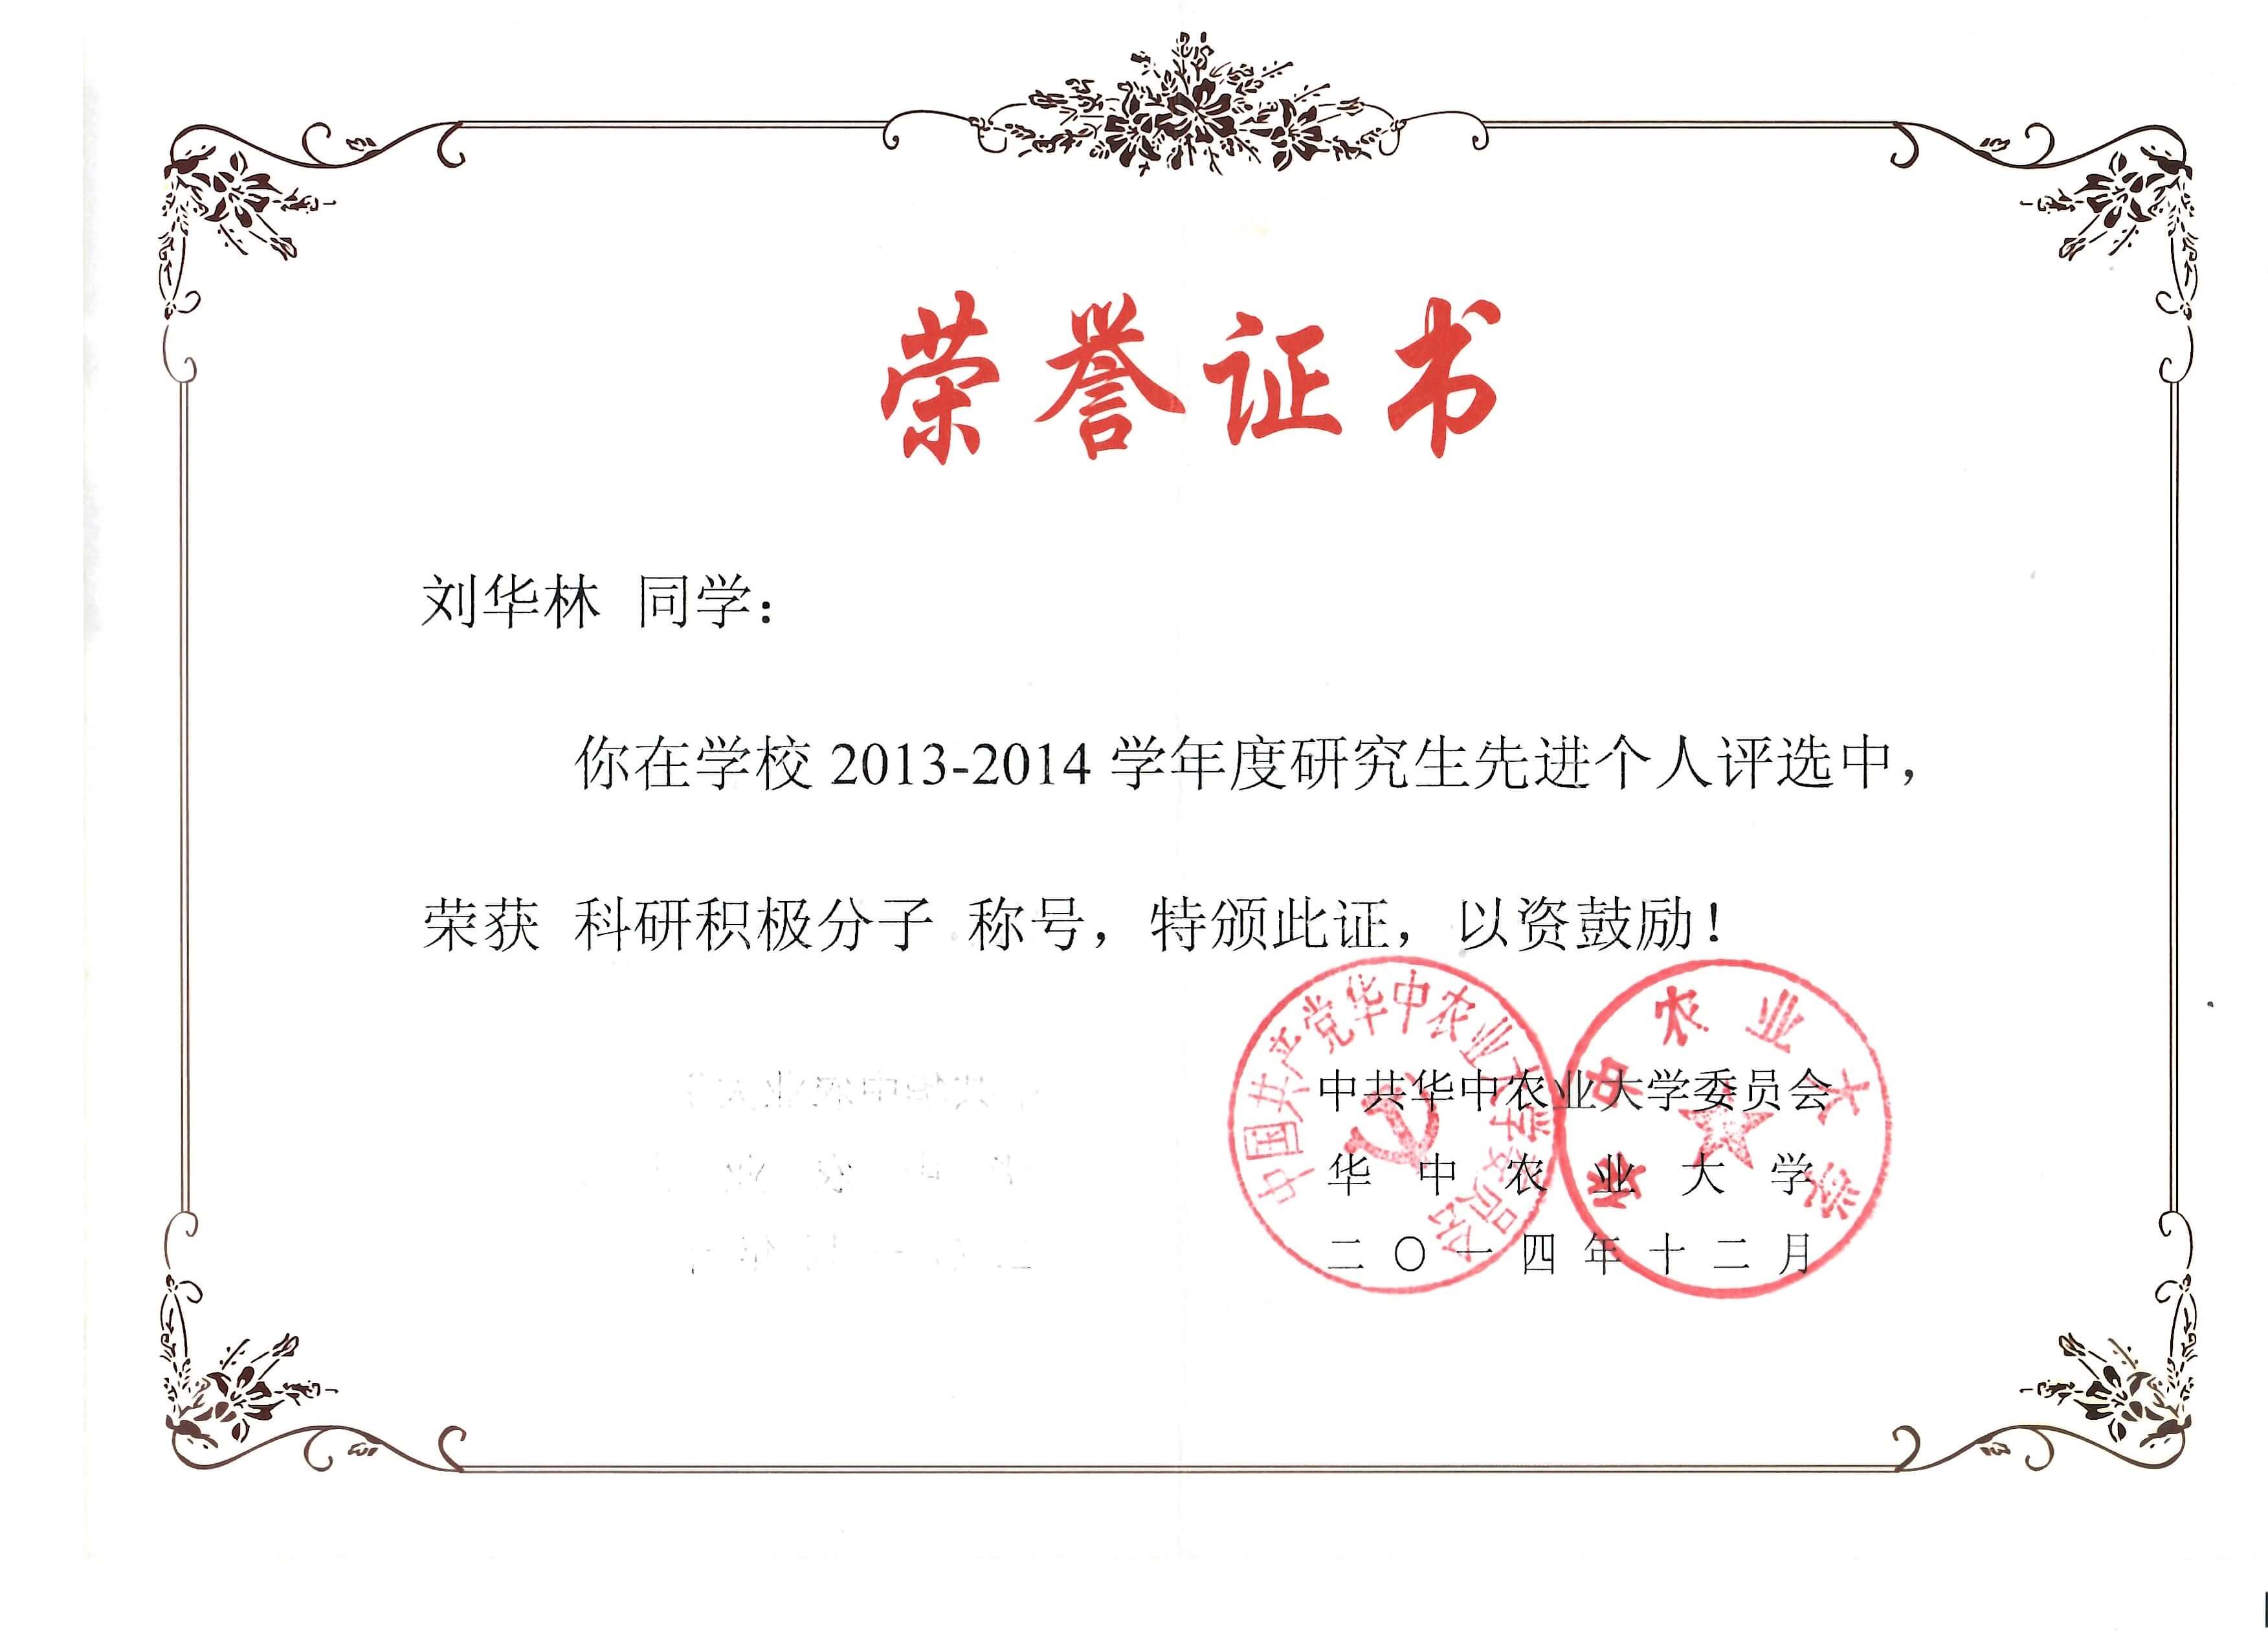 荣誉证书
刘华林 同学：
你在学校 2013-2014 学年度研究生先进个人评选中，
荣获 科研积极分子 称号，特颁此证，以资鼓励！
中国共产党华中农业大学委员会
华中农业大学
中共华中农业大学委员会
华中农业大学
二〇一四年十二月